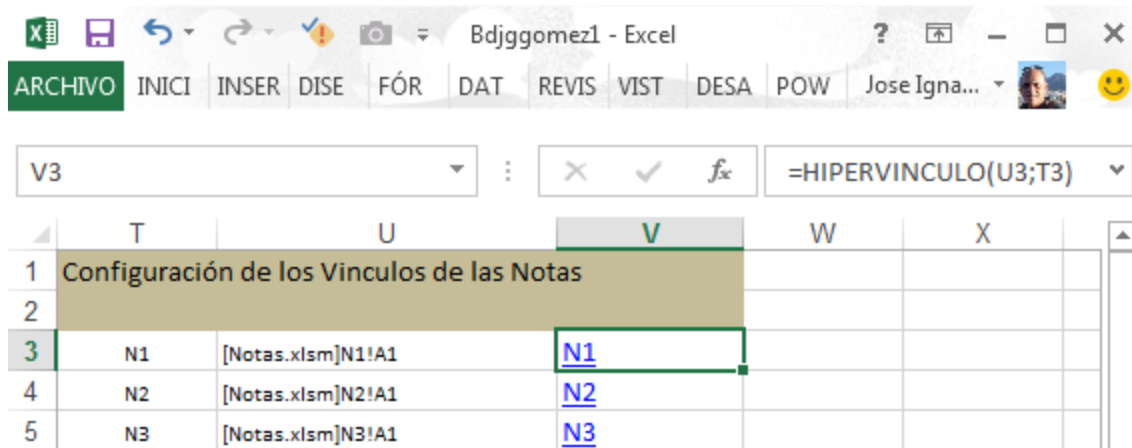 Bdjggomez1 - Excel ?
ARCHIVO INICI INSER DISE FÓR DAT REVIS VIST DESA POW Jose Igna...
V3 fx =HIPERVINCULO(U3;T3)
T U V W X
1 Configuración de los Vinculos de las Notas
2
3 N1 [Notas.xlsm]N1!A1 N1
4 N2 [Notas.xlsm]N2!A1 N2
5 N3 [Notas.xlsm]N3!A1 N3